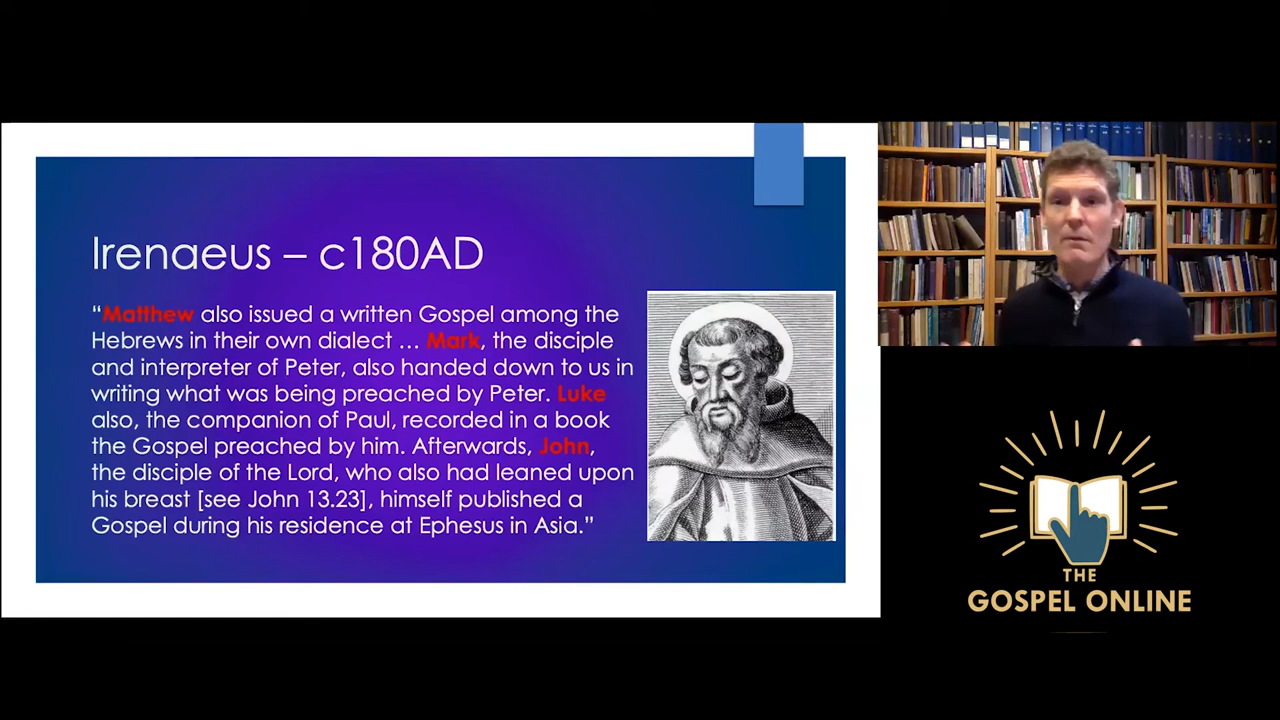 Irenaeus – c180AD
“Matthew also issued a written Gospel among the
Hebrews in their own dialect … Mark, the disciple
and interpreter of Peter, also handed down to us in
writing what was being preached by Peter. Luke
also, the companion of Paul, recorded in a book
the Gospel preached by him. Afterwards, John,
the disciple of the Lord, who also had leaned upon
his breast [see John 13.23], himself published a
Gospel during his residence at Ephesus in Asia.”
THE
GOSPEL ONLINE